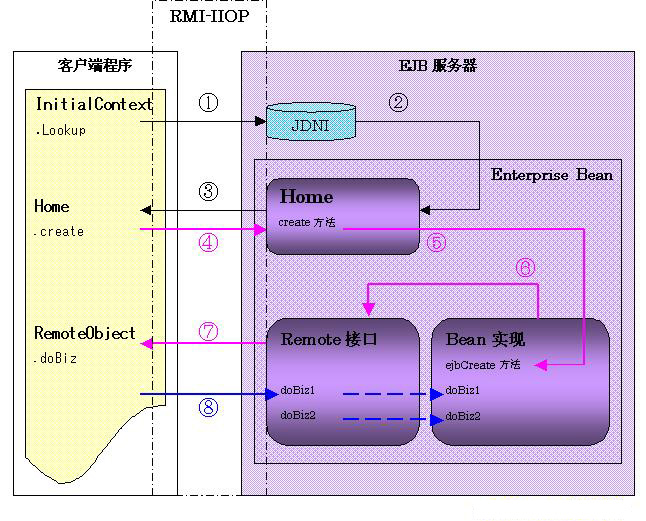 RMI-IIOP
客户端程序
EJB 服务器
InitialContext
.Lookup
①
JDNI
②
Enterprise Bean
Home
.create
③
④
Home
create 方法
⑤
⑥
RemoteObject
.doBiz
⑦
⑧
Remote 接口
doBiz1
doBiz2
Bean 实现
ejbCreate 方法
doBiz1
doBiz2